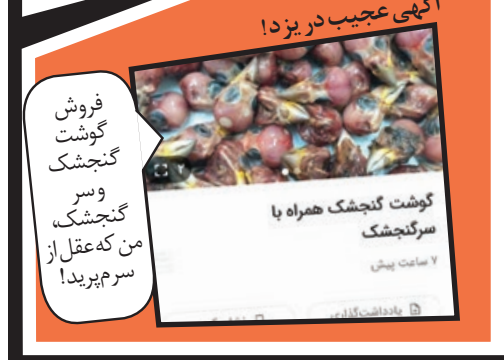 آگهی عجیب در یزد!
فروش
گوشت
گنجشک
و سر
گنجشک،
من که عقل از
سرم پرید!
گوشت گنجشک همراه با
سرگنجشک
۷ ساعت پیش
یادداشت‌گذاری